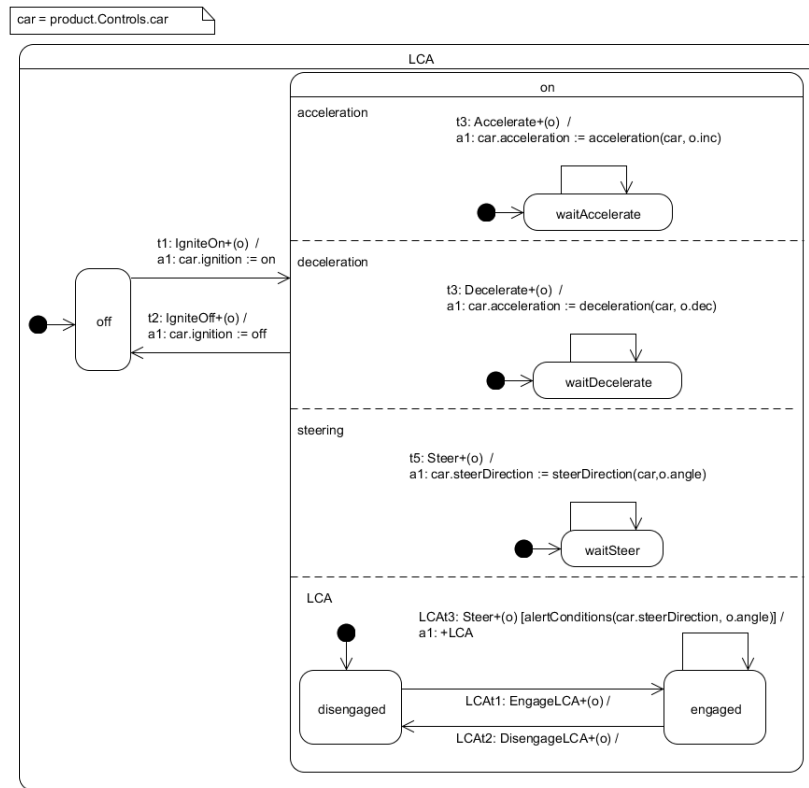 car = product.Controls.car
LCA
on
acceleration
t3: Accelerate+(o)  /
a1: car.acceleration := acceleration(car, o.inc)
waitAccelerate
t1: IgniteOn+(o)  /
a1: car.ignition := on
deceleration
t3: Decelerate+(o)  /
a1: car.acceleration := deceleration(car, o.dec)
off
t2: IgniteOff+(o) /
a1: car.ignition := off
waitDecelerate
steering
t5: Steer+(o)  /
a1: car.steerDirection := steerDirection(car,o.angle)
waitSteer
LCA
LCAt3: Steer+(o) [alertConditions(car.steerDirection, o.angle)] /
a1: +LCA
disengaged
LCAt1: EngageLCA+(o) /
engaged
LCAt2: DisengageLCA+(o) /